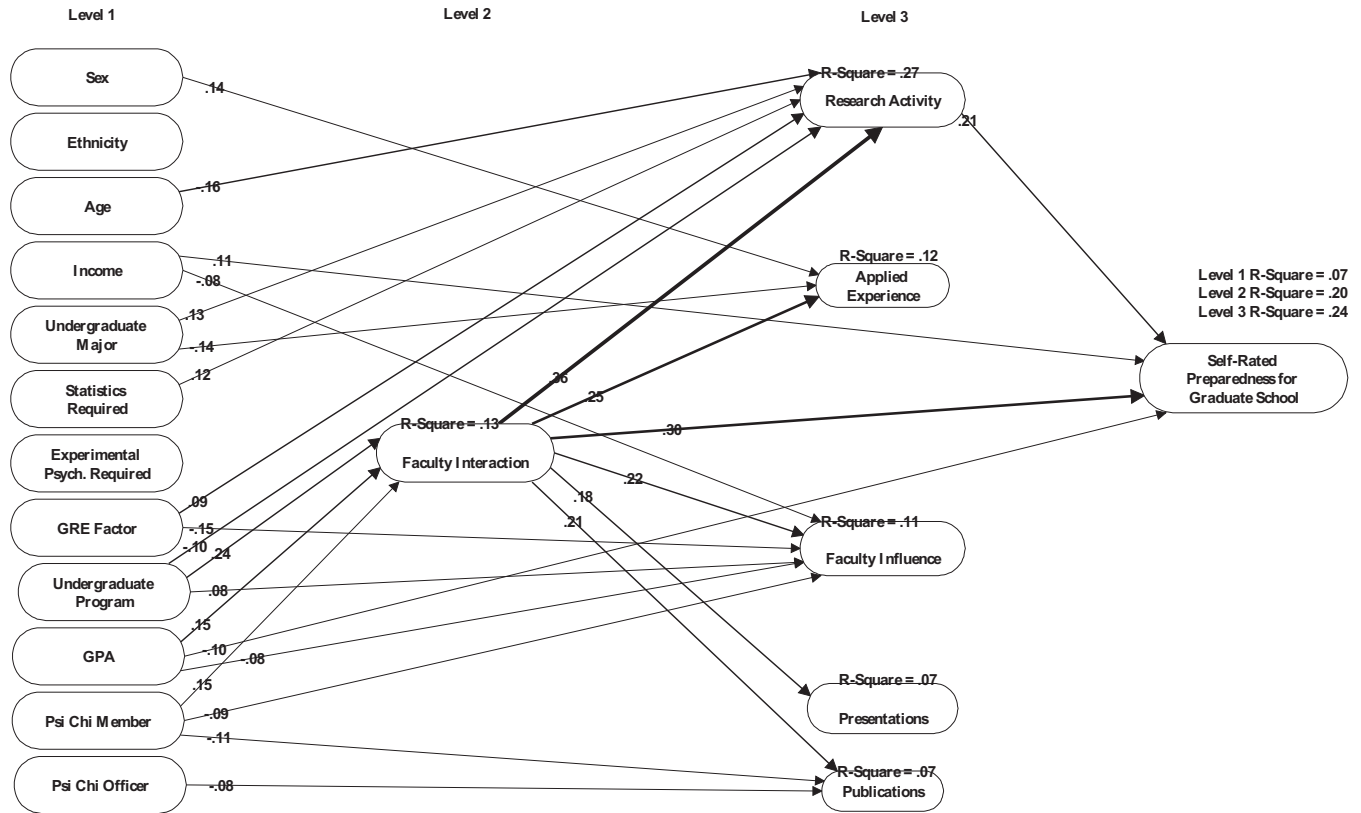 Level 1
Level 2
Level 3
Sex
Ethnicity
Age
Income
Undergraduate
Major
Statistics
Required
Experimental
Psych. Required
GRE Factor
Undergraduate
Program
GPA
Psi Chi Member
Psi Chi Officer
.14
-.16
.11
-.08
.13
-.14
.12
.09
-.15
-.10
.24
.08
.15
-.10
-.08
.15
-.09
-.11
-.08
R-Square = .13
Faculty Interaction
.36
.25
.30
.22
.18
.21
R-Square = .27
Research Activity
.21
R-Square = .12
Applied
Experience
R-Square = .11
Faculty Influence
R-Square = .07
Presentations
R-Square = .07
Publications
Level 1 R-Square = .07
Level 2 R-Square = .20
Level 3 R-Square = .24
Self-Rated
Preparedness for
Graduate School